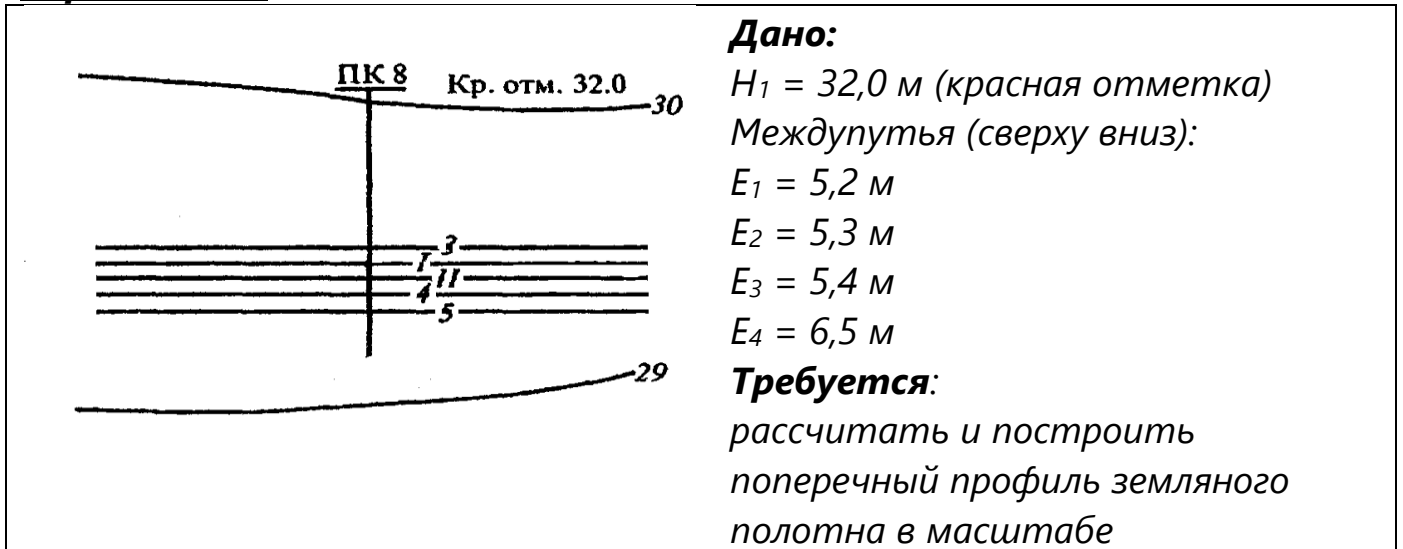 ПК 8
Кр. отм. 32.0
30
3
I
II
4
5
29
Дано:
H₁ = 32,0 м (красная отметка)
Междупутья (сверху вниз):
E₁ = 5,2 м
E₂ = 5,3 м
E₃ = 5,4 м
E₄ = 6,5 м
Требуется:
рассчитать и построить
поперечный профиль земляного
полотна в масштабе